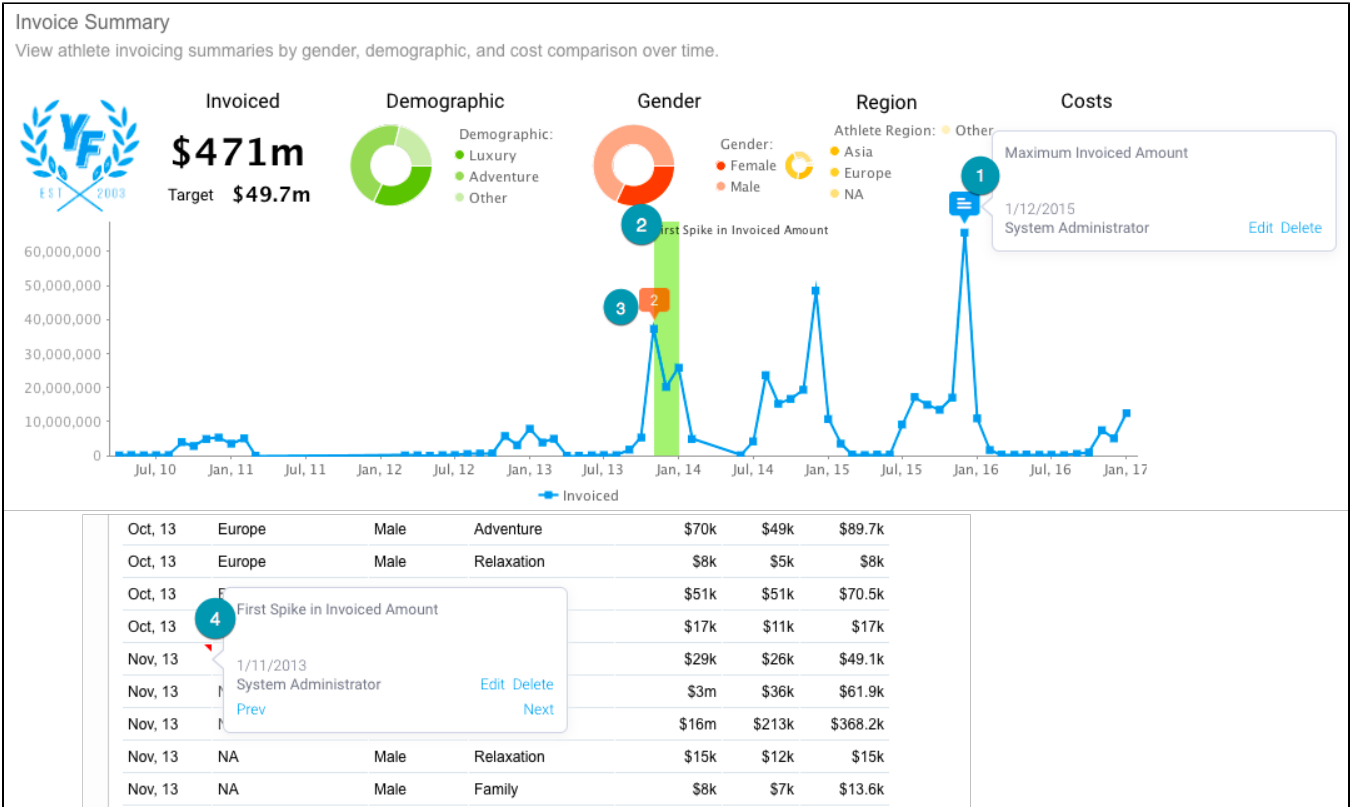 Invoice Summary
View athlete invoicing summaries by gender, demographic, and cost comparison over time.
YF
EST 2003
Invoiced
$471m
Target $49.7m
Demographic
Demographic:
Luxury
Adventure
Other
Gender
Gender:
Female
Male
Region
Athlete Region: Other
Asia
Europe
NA
Costs
1
Maximum Invoiced Amount
1/12/2015
System Administrator
Edit Delete
2
irst Spike in Invoiced Amount
3
2
60,000,000
50,000,000
40,000,000
30,000,000
20,000,000
10,000,000
0
Jul, 10 Jan, 11 Jul, 11 Jan, 12 Jul, 12 Jan, 13 Jul, 13 Jan, 14 Jul, 14 Jan, 15 Jul, 15 Jan, 16 Jul, 16 Jan, 17
Invoiced
Oct, 13 Europe Male Adventure $70k $49k $89.7k
Oct, 13 Europe Male Relaxation $8k $5k $8k
Oct, 13 $51k $51k $70.5k
Oct, 13 $17k $11k $17k
Nov, 13 $29k $26k $49.1k
Nov, 13 $3m $36k $61.9k
Nov, 13 $16m $213k $368.2k
Nov, 13 NA Male Relaxation $15k $12k $15k
Nov, 13 NA Male Family $8k $7k $13.6k
4
First Spike in Invoiced Amount
1/11/2013
System Administrator
Edit Delete
Prev
Next